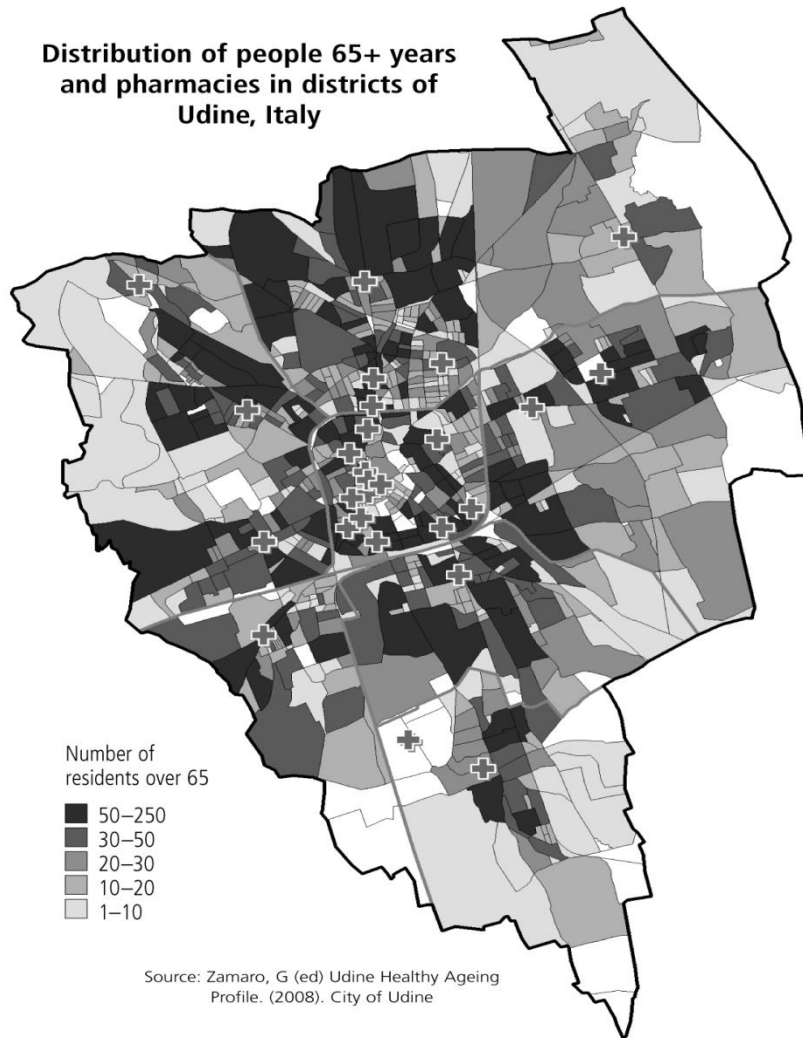 Distribution of people 65+ years
and pharmacies in districts of
Udine, Italy
Number of
residents over 65
50–250
30–50
20–30
10–20
1–10
Source: Zamaro, G (ed) Udine Healthy Ageing
Profile. (2008). City of Udine